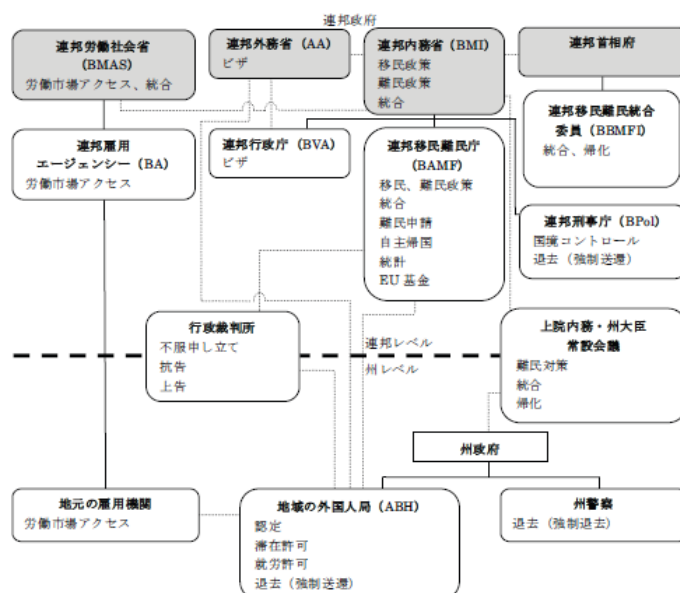 連邦政府
連邦労働社会省
(BMAS)
労働市場アクセス、統合
連邦外務省 (AA)
ビザ
連邦内務省 (BMI)
移民政策
難民政策
統合
連邦首相府
連邦移民難民統合
委員 (BBMFI)
統合、帰化
連邦雇用
エージェンシー (BA)
労働市場アクセス
連邦行政庁 (BVA)
ビザ
連邦移民難民庁
(BAMF)
移民、難民政策
統合
難民申請
自主帰国
統計
EU 基金
連邦刑事庁 (BPol)
国境コントロール
退去（強制送還）
行政裁判所
不服申し立て
抗告
上告
連邦レベル
州レベル
上院内務・州大臣
常設会議
難民対策
統合
帰化
州政府
地元の雇用機関
労働市場アクセス
地域の外国人局 (ABH)
認定
滞在許可
就労許可
退去（強制送還）
州警察
退去（強制退去）